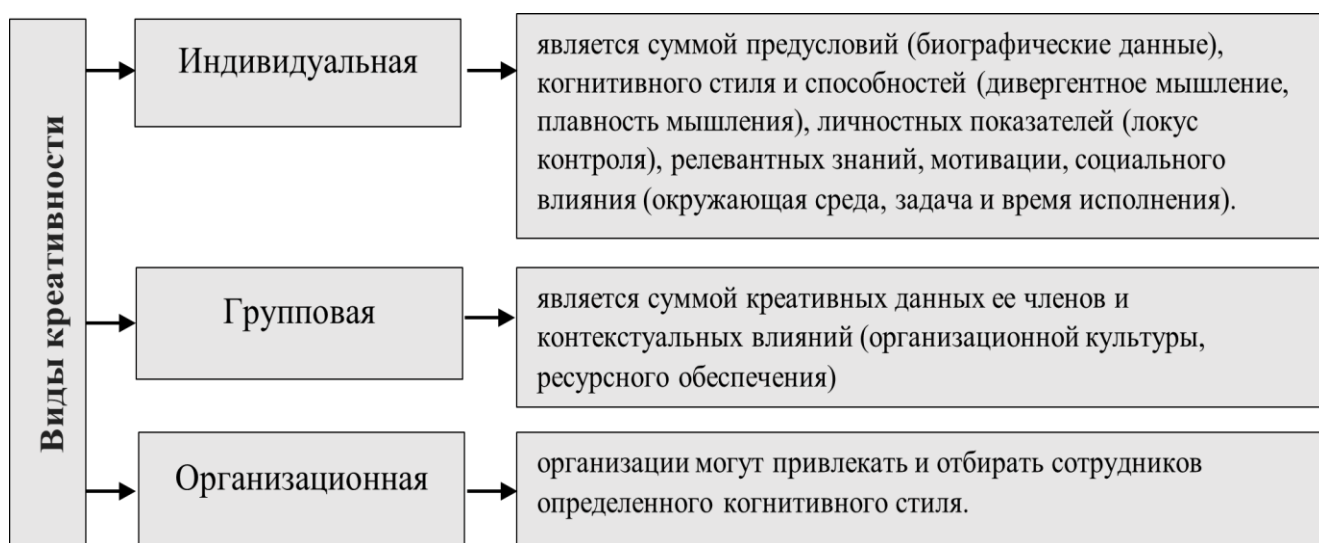 Виды креативности
Индивидуальная
является суммой предусловий (биографические данные),
когнитивного стиля и способностей (дивергентное мышление,
плавность мышления), личностных показателей (локус
контроля), релевантных знаний, мотивации, социального
влияния (окружающая среда, задача и время исполнения).
Групповая
является суммой креативных данных ее членов и
контекстуальных влияний (организационной культуры,
ресурсного обеспечения)
Организационная
организации могут привлекать и отбирать сотрудников
определенного когнитивного стиля.